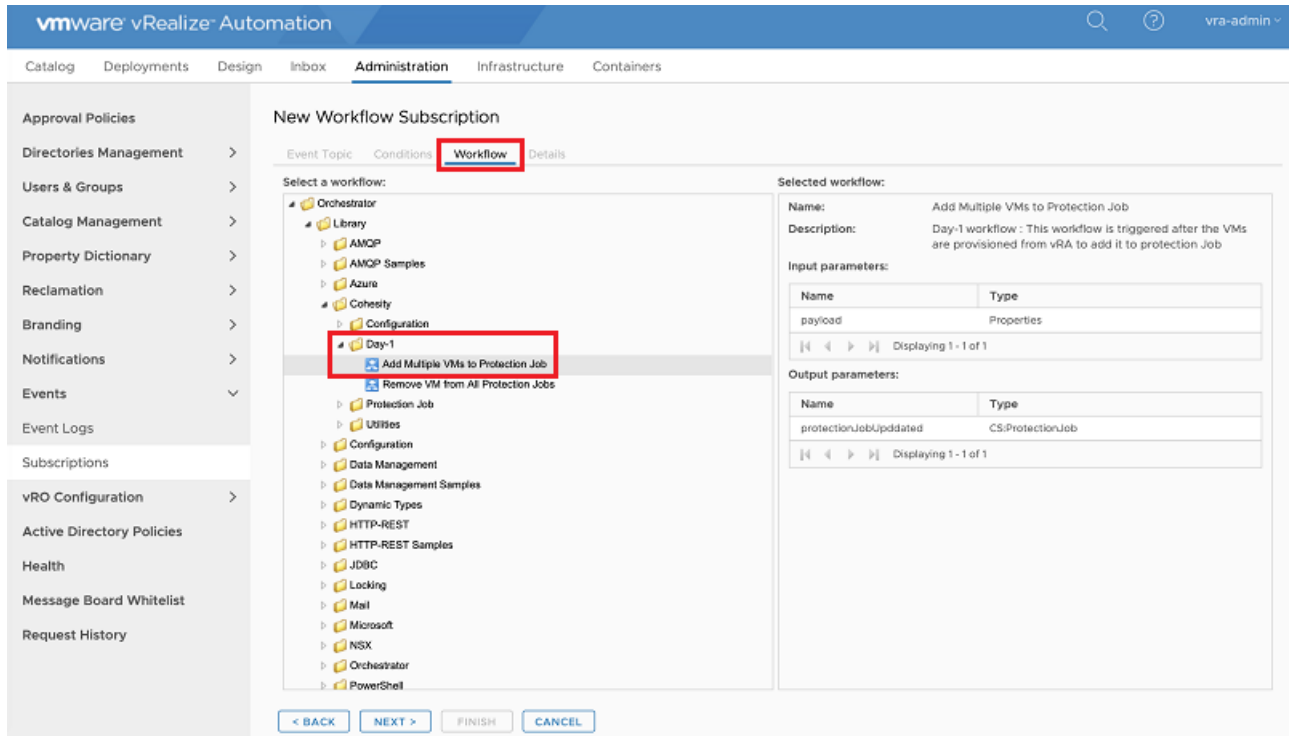 vmware vRealize Automation
vra-admin
Catalog Deployments Design Inbox Administration Infrastructure Containers
Approval Policies
Directories Management
Users & Groups
Catalog Management
Property Dictionary
Reclamation
Branding
Notifications
Events
Event Logs
Subscriptions
vRO Configuration
Active Directory Policies
Health
Message Board Whitelist
Request History
New Workflow Subscription
Event Topic Conditions Workflow Details
Select a workflow:
Orchestrator
Library
AMQP
AMQP Samples
Azure
Cohesity
Configuration
Day-1
Add Multiple VMs to Protection Job
Remove VM from All Protection Jobs
Protection Job
Utilities
Configuration
Data Management
Data Management Samples
Dynamic Types
HTTP-REST
HTTP-REST Samples
JDBC
Locking
Mail
Microsoft
NSX
Orchestrator
PowerShell
Selected workflow:
Name: Add Multiple VMs to Protection Job
Description: Day-1 workflow : This workflow is triggered after the VMs
are provisioned from vRA to add it to protection Job
Input parameters:
Name Type
payload Properties
Displaying 1 - 1 of 1
Output parameters:
Name Type
protectionJobUpddated CS:ProtectionJob
Displaying 1 - 1 of 1
< BACK NEXT > FINISH CANCEL